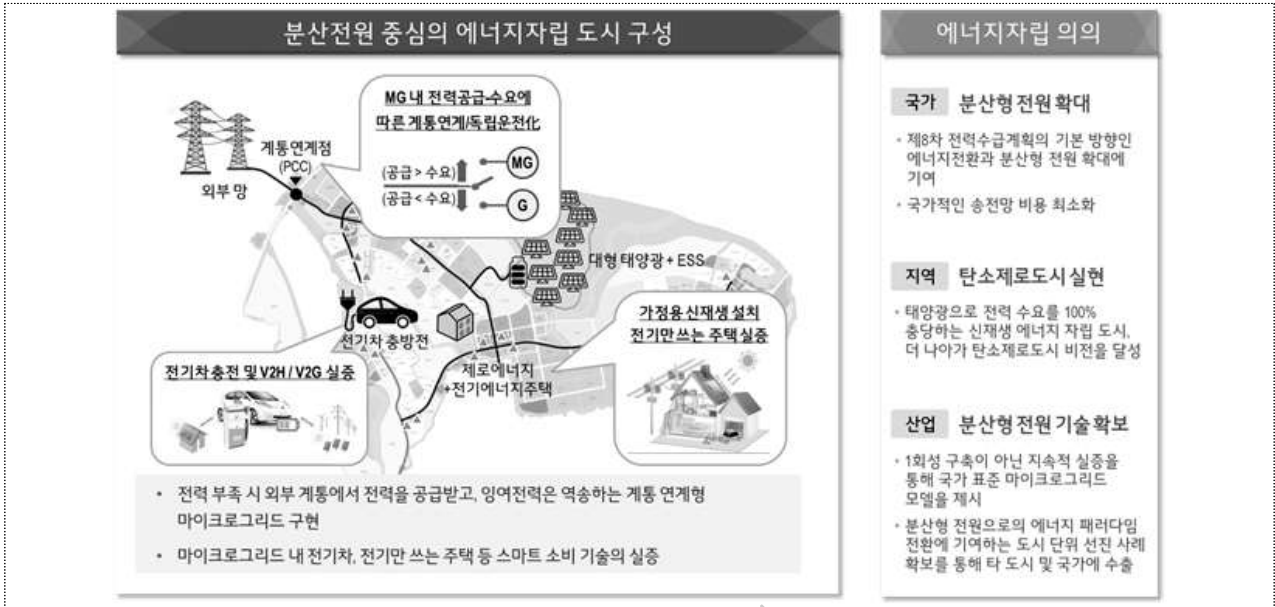 분산전원 중심의 에너지자립 도시 구성
MG 내 전력공급-수요에
따른 계통연계/독립운전化
(공급 > 수요)
(공급 < 수요)
MG
G
계통연계점
(PCC)
외부 망
대형 태양광 + ESS
전기차 충방전
제로에너지
+전기에너지주택
전기차 충전 및 V2H / V2G 실증
가정용 신재생 설치
전기만 쓰는 주택 실증
• 전력 부족 시 외부 계통에서 전력을 공급받고, 잉여전력은 역송하는 계통 연계형
마이크로그리드 구현
• 마이크로그리드 내 전기차, 전기만 쓰는 주택 등 스마트 소비 기술의 실증
에너지자립 의의
국가 분산형 전원 확대
• 제8차 전력수급계획의 기본 방향인
에너지전환과 분산형 전원 확대에
기여
• 국가적인 송전망 비용 최소화
지역 탄소제로도시 실현
• 태양광으로 전력 수요를 100%
충당하는 신재생 에너지 자립 도시,
더 나아가 탄소제로도시 비전을 달성
산업 분산형 전원 기술 확보
• 1회성 구축이 아닌 지속적 실증을
통해 국가 표준 마이크로그리드
모델을 제시
• 분산형 전원으로의 에너지 패러다임
전환에 기여하는 도시 단위 선진 사례
확보를 통해 타 도시 및 국가에 수출